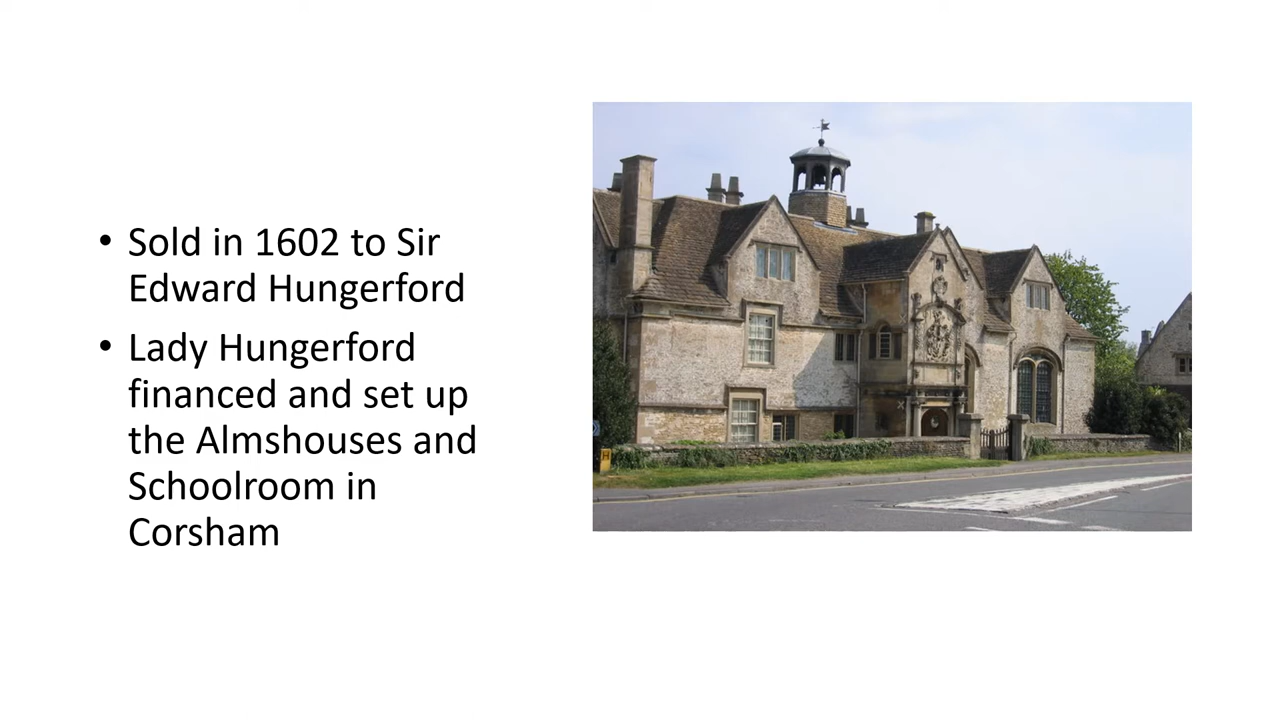 • Sold in 1602 to Sir
Edward Hungerford
• Lady Hungerford
financed and set up
the Almshouses and
Schoolroom in
Corsham
H